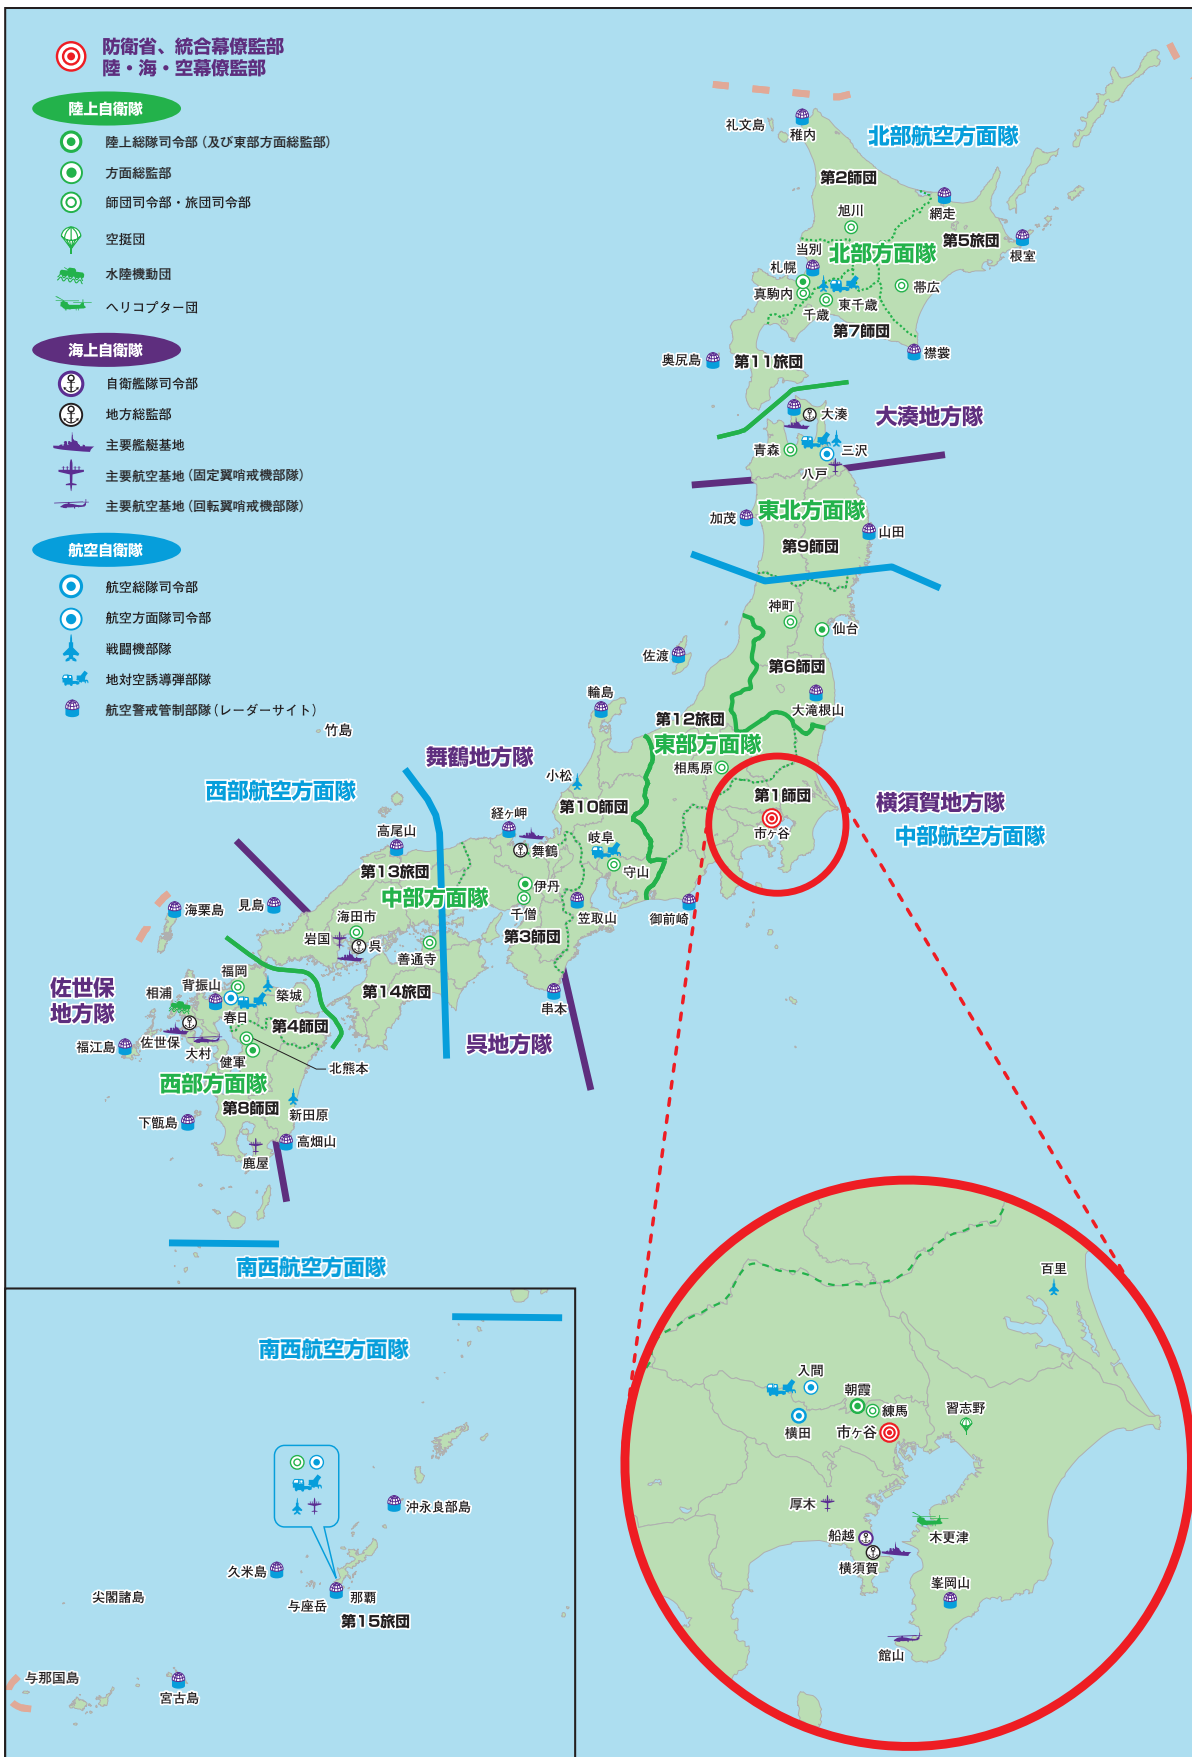 防衛省、統合幕僚監部
陸・海・空幕僚監部
陸上自衛隊
陸上総隊司令部(及び東部方面総監部)
方面総監部
師団司令部・旅団司令部
空挺団
水陸機動団
ヘリコプター団
海上自衛隊
自衛艦隊司令部
地方総監部
主要艦艇基地
主要航空基地(固定翼哨戒機部隊)
主要航空基地(回転翼哨戒機部隊)
航空自衛隊
航空総隊司令部
航空方面隊司令部
戦闘機部隊
地対空誘導弾部隊
航空警戒管制部隊(レーダーサイト)
礼文島
稚内
北部航空方面隊
第2師団
旭川
網走
当別
北部方面隊
第5旅団
根室
札幌
真駒内
千歳
東千歳
帯広
第7師団
奥尻島
第11旅団
襟裳
大湊
大湊地方隊
青森
三沢
八戸
加茂
東北方面隊
山田
第9師団
神町
仙台
佐渡
第6師団
輪島
大滝根山
第12旅団
竹島
東部方面隊
舞鶴地方隊
相馬原
小松
西部航空方面隊
第10師団
第1師団
横須賀地方隊
経ヶ岬
市ヶ谷
中部航空方面隊
高尾山
舞鶴
岐阜
第13旅団
守山
中部方面隊
伊丹
千僧
海栗島
見島
海田市
笠取山
御前崎
岩国
呉
第3師団
善通寺
福岡
佐世保
地方隊
相浦
背振山
築城
第14旅団
串本
春日
第4師団
福江島
佐世保
大村
呉地方隊
健軍
北熊本
西部方面隊
第8師団
新田原
下甑島
高畑山
鹿屋
南西航空方面隊
南西航空方面隊
沖永良部島
久米島
尖閣諸島
与座岳
那覇
第15旅団
与那国島
宮古島
百里
入間
朝霞
練馬
習志野
横田
市ヶ谷
厚木
船越
木更津
横須賀
峯岡山
館山